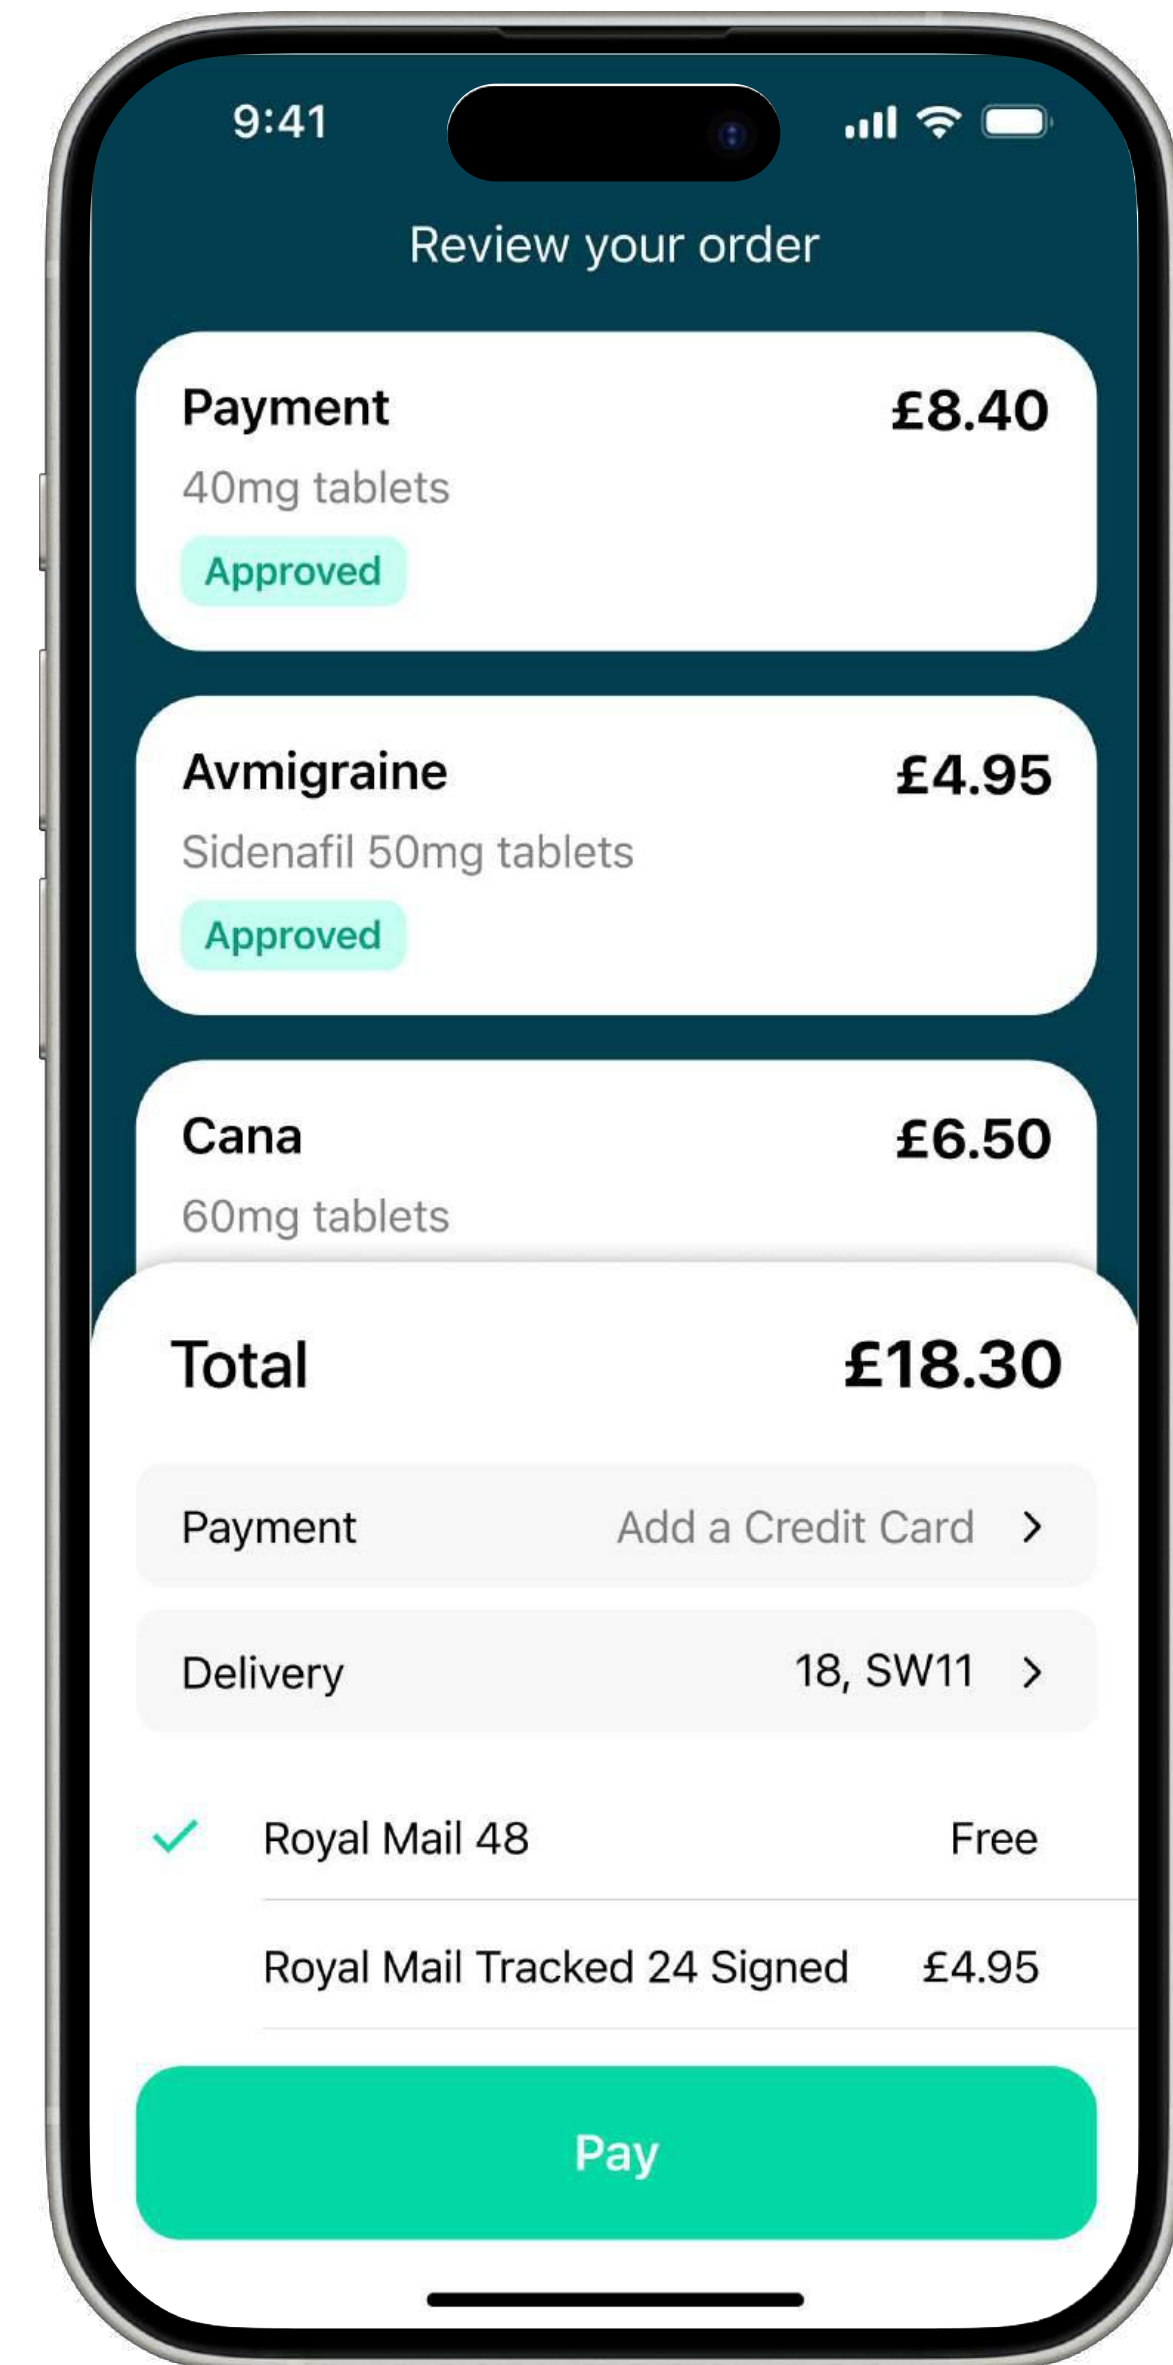 9:41
Review your order
Payment £8.40
40mg tablets
Approved
Avmigraine £4.95
Sidenafil 50mg tablets
Approved
Cana £6.50
60mg tablets
Total £18.30
Payment Add a Credit Card
Delivery 18, SW11
Royal Mail 48 Free
Royal Mail Tracked 24 Signed £4.95
Pay